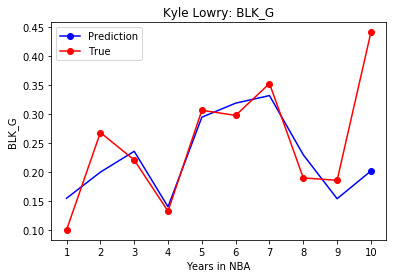 Kyle Lowry: BLK_G
Prediction
True
BLK_G
0.45
0.40
0.35
0.30
0.25
0.20
0.15
0.10
1 2 3 4 5 6 7 8 9 10
Years in NBA